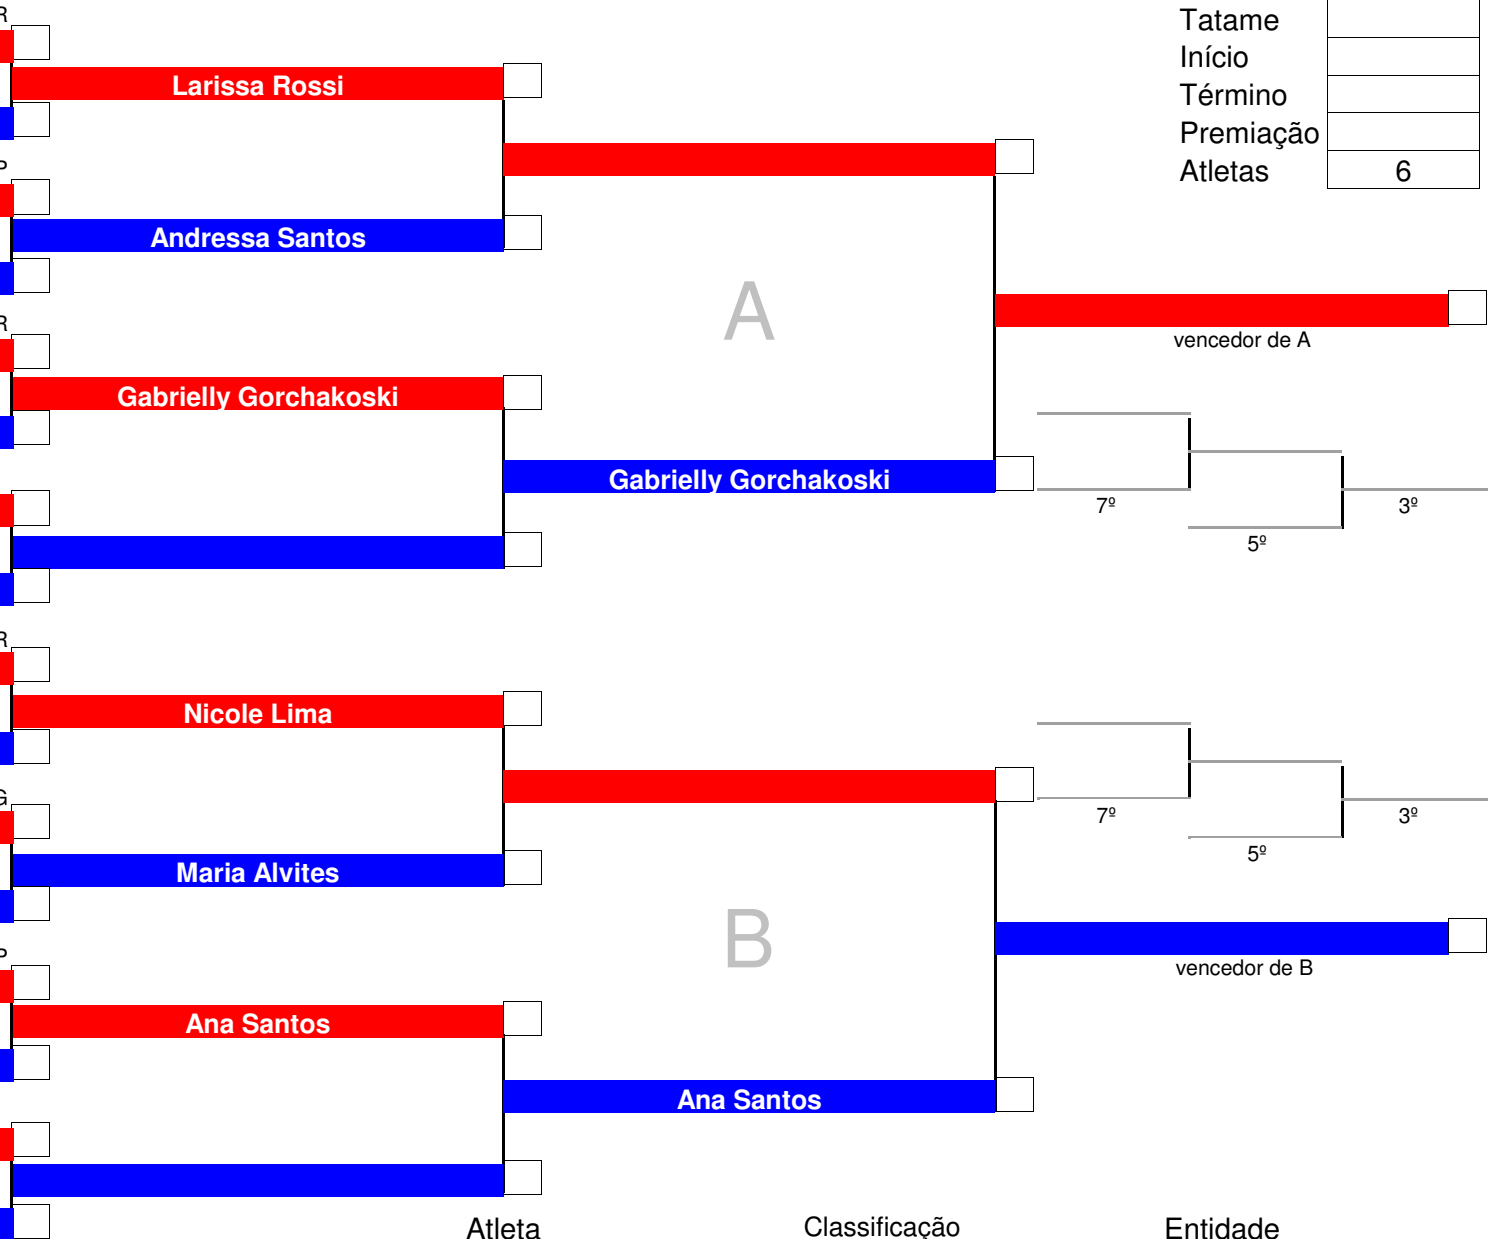 R
Tatame
Início
Larissa Rossi
Término
Premiação
P
Atletas 6
Andressa Santos
A
R
vencedor de A
Gabrielly Gorchakoski
Gabrielly Gorchakoski
7º 3º
5º
R
Nicole Lima
G
7º 3º
5º
Maria Alvites
B
P
vencedor de B
Ana Santos
Ana Santos
Atleta Classificação Entidade